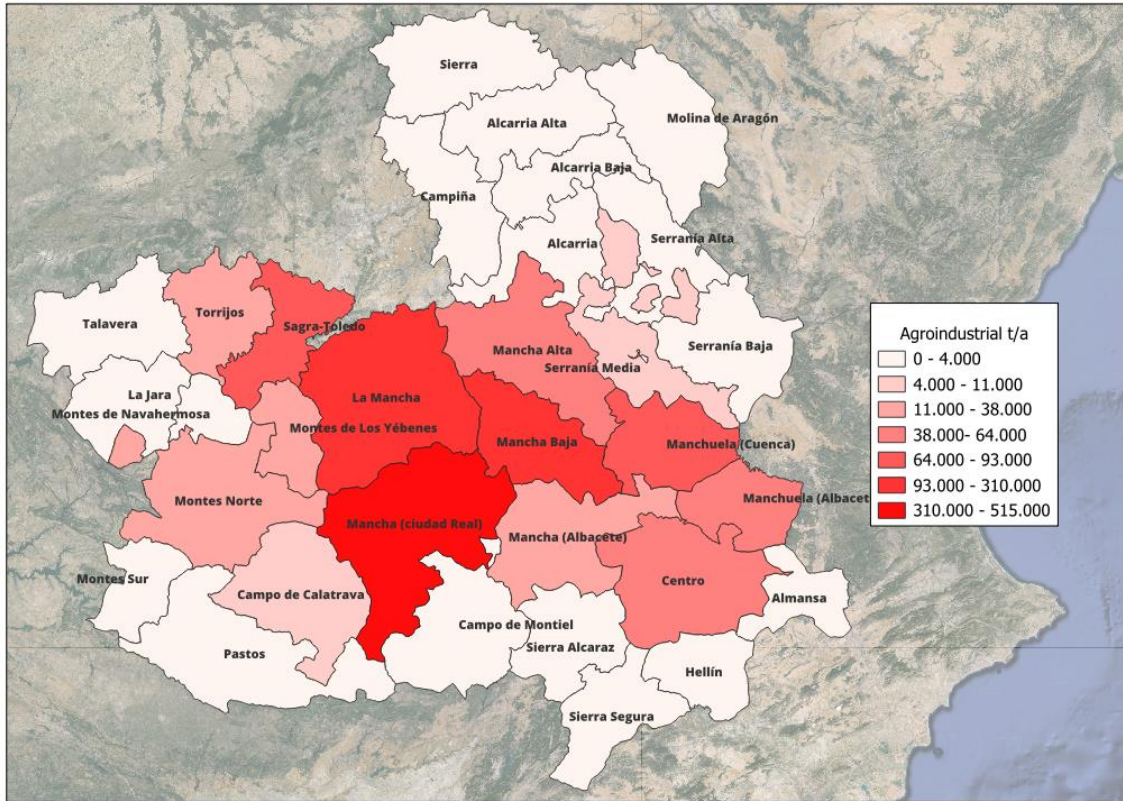 Sierra
Alcarria Alta
Molina de Aragón
Alcarria Baja
Campiña
Alcarria
Serranía Alta
Torrijos
Talavera
Sagra-Toledo
Mancha Alta
Serranía Baja
Serranía Media
La Jara
La Mancha
Montes de Navahermosa
Montes de Los Yébenes
Mancha Baja
Manchuela (Cuenca)
Montes Norte
Manchuela (Albacet
Mancha (ciudad Real)
Mancha (Albacete)
Montes Sur
Campo de Calatrava
Centro
Almansa
Campo de Montiel
Sierra Alcaraz
Pastos
Hellín
Sierra Segura
Agroindustrial t/a
0 - 4.000
4.000 - 11.000
11.000 - 38.000
38.000- 64.000
64.000 - 93.000
93.000 - 310.000
310.000 - 515.000